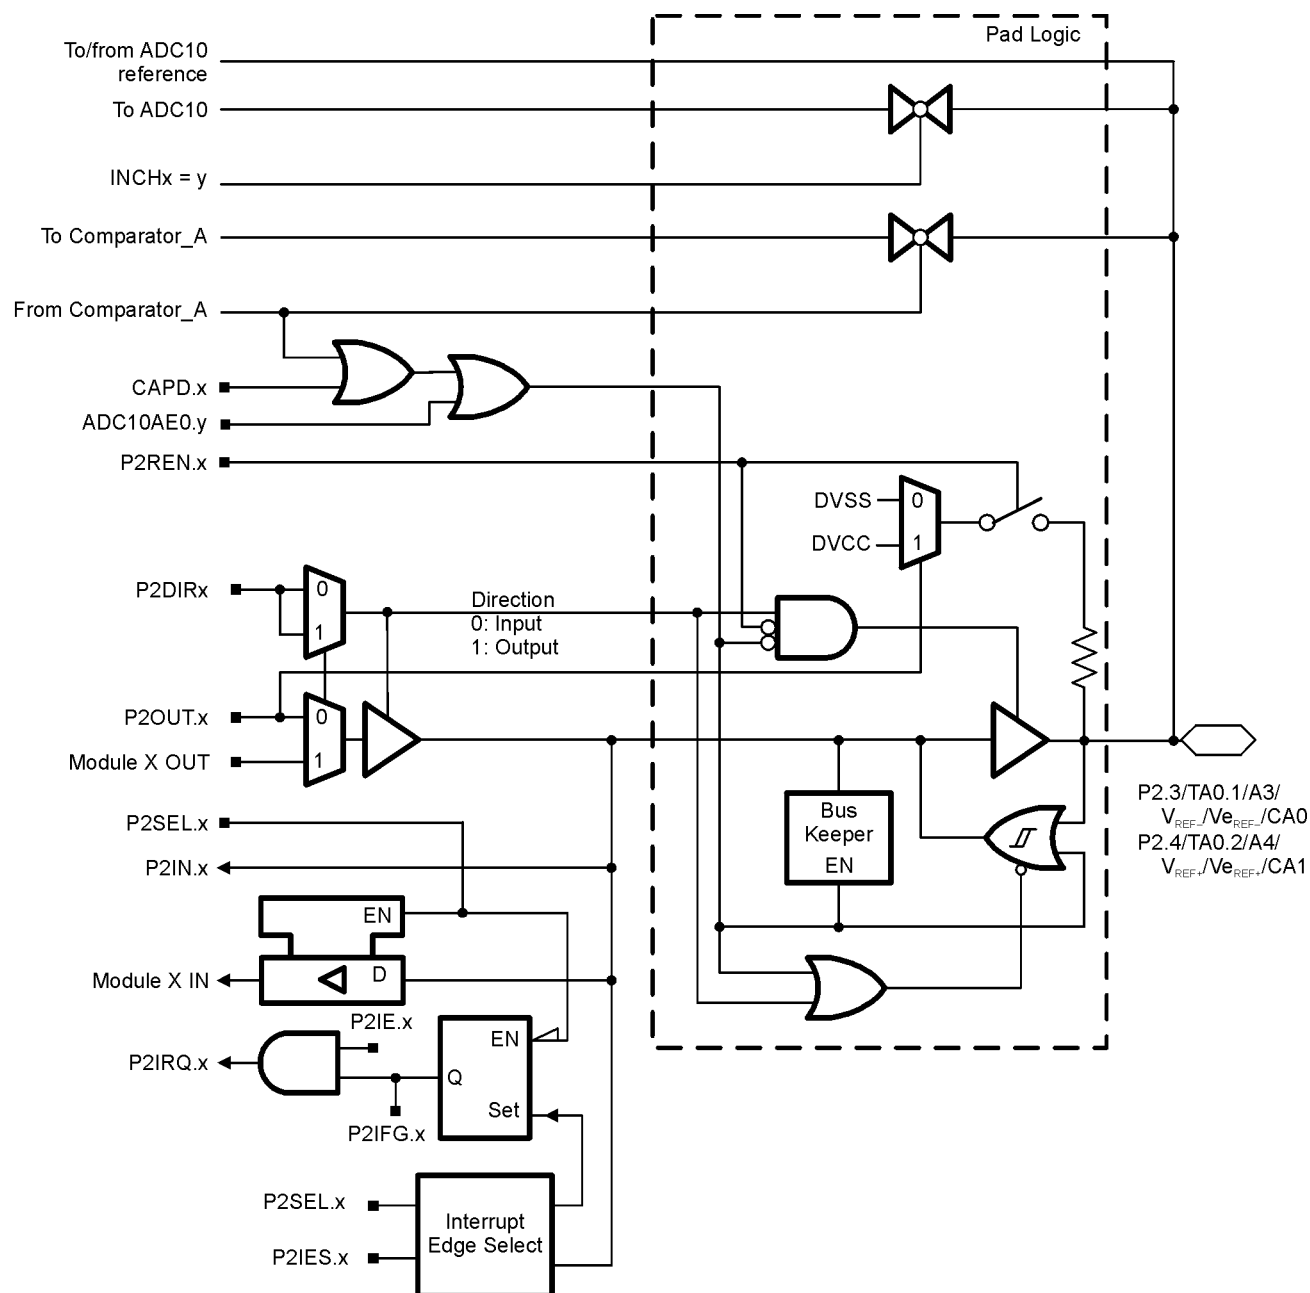 Pad Logic
To/from ADC10
reference
To ADC10
INCHx = y
To Comparator_A
From Comparator_A
CAPD.x
ADC10AE0.y
P2REN.x
DVSS
0
DVCC
1
P2DIRx
0
1
Direction
0: Input
1: Output
P2OUT.x
0
Module X OUT
1
P2SEL.x
Bus
Keeper
EN
P2.3/TA0.1/A3/
VREF−/VeREF−/CA0
P2.4/TA0.2/A4/
VREF+/VeREF+/CA1
P2IN.x
EN
Module X IN
D
P2IE.x
P2IRQ.x
EN
Q
Set
P2IFG.x
P2SEL.x
Interrupt
Edge Select
P2IES.x